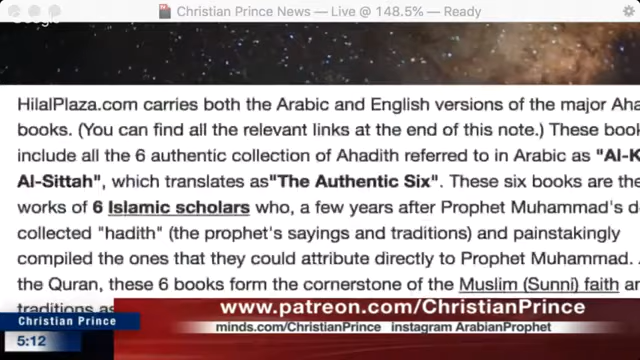 Christian Prince News — Live @ 148.5% — Ready
HilalPlaza.com carries both the Arabic and English versions of the major Aha
books. (You can find all the relevant links at the end of this note.) These book
include all the 6 authentic collection of Ahadith referred to in Arabic as "Al-K
Al-Sittah", which translates as"The Authentic Six". These six books are the
works of 6 Islamic scholars who, a few years after Prophet Muhammad's d
collected "hadith" (the prophet's sayings and traditions) and painstakingly
compiled the ones that they could attribute directly to Prophet Muhammad.
the Quran, these 6 books form the cornerstone of the Muslim (Sunni) faith an
traditions as
www.patreon.com/ChristianPrince
Christian Prince
minds.com/ChristianPrince instagram ArabianProphet
5:12